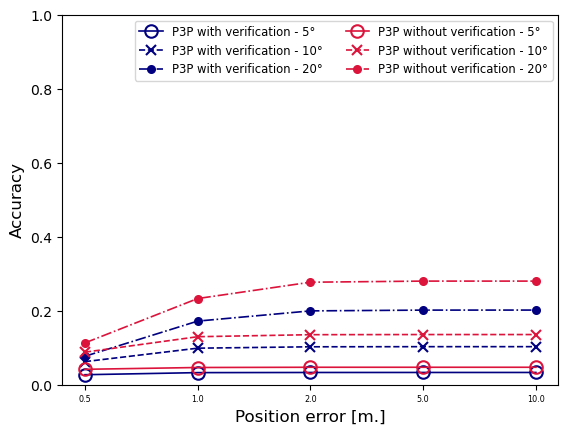 P3P with verification - 5°
P3P with verification - 10°
P3P with verification - 20°
P3P without verification - 5°
P3P without verification - 10°
P3P without verification - 20°
1.0
0.8
0.6
0.4
0.2
0.0
Accuracy
0.5 1.0 2.0 5.0 10.0
Position error [m.]